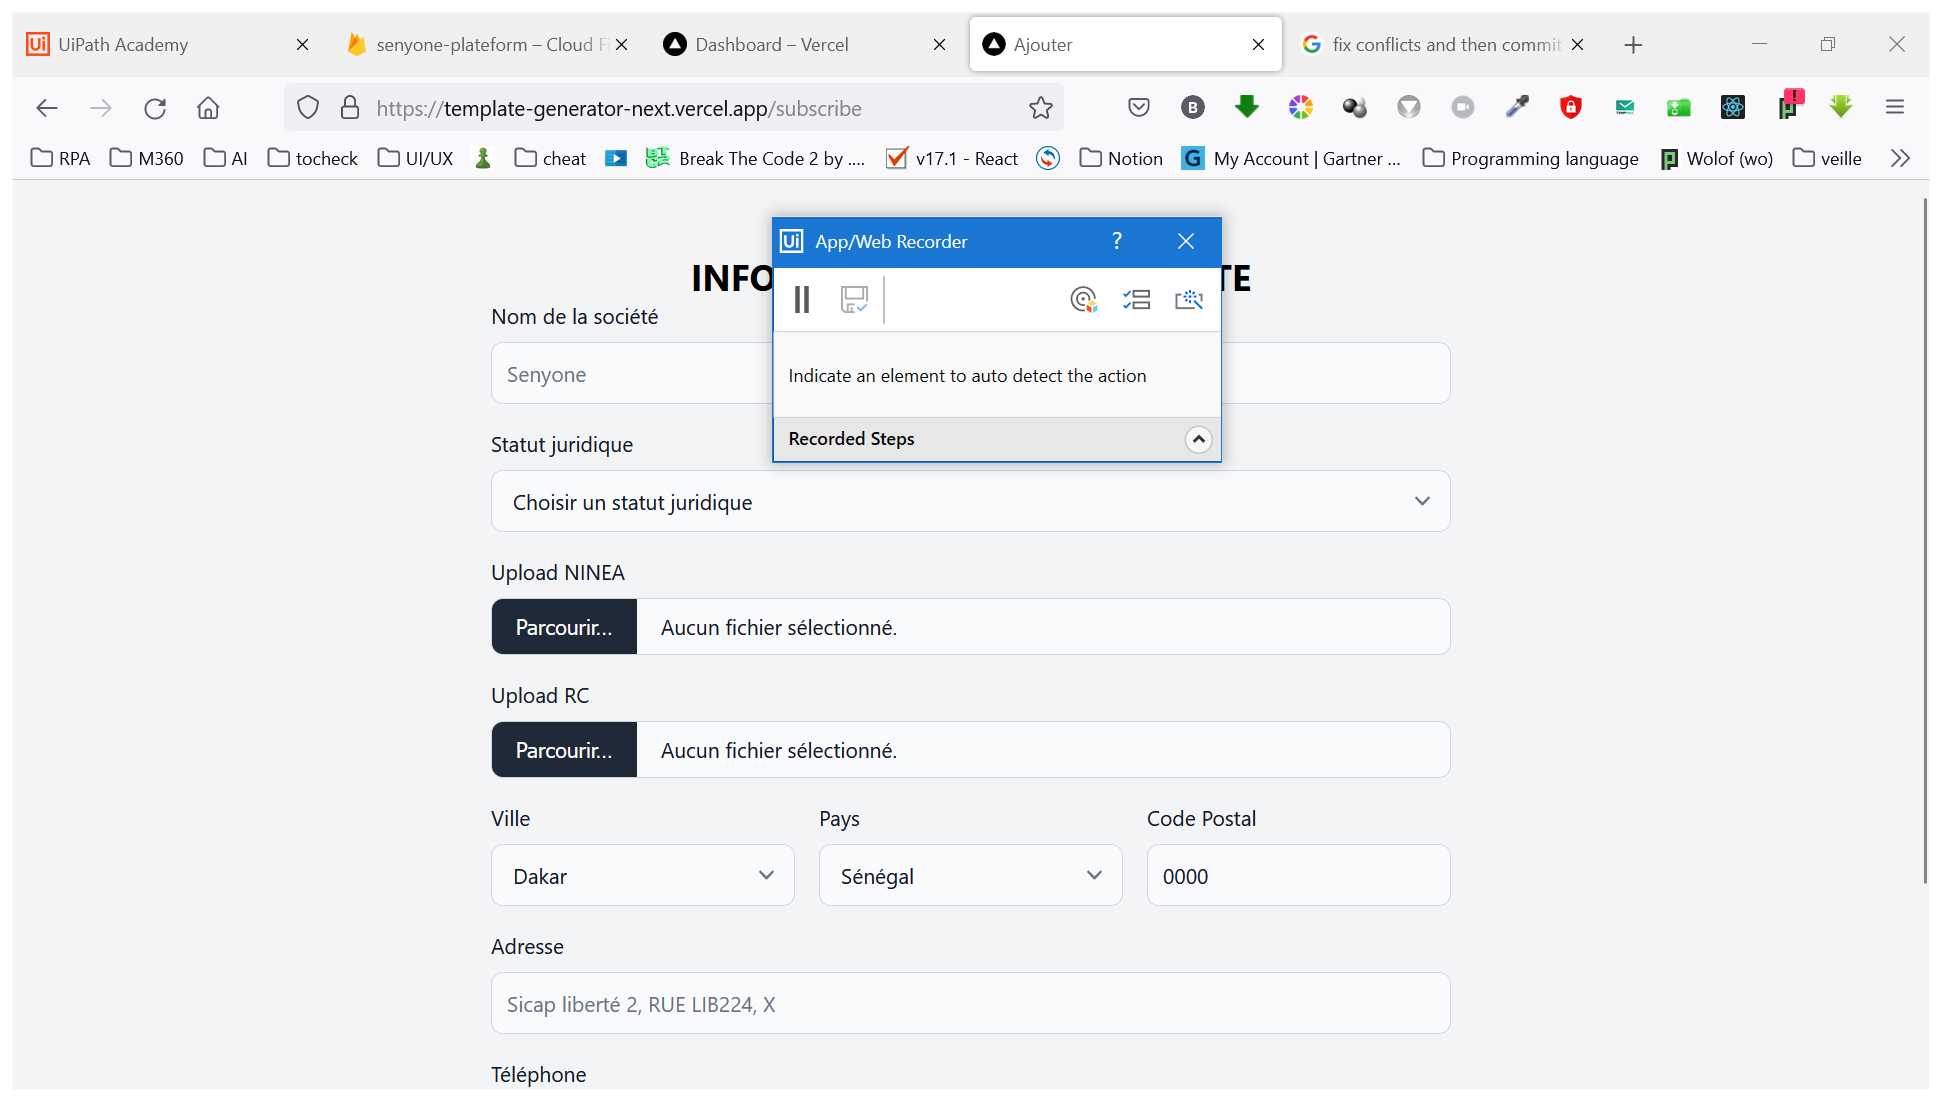 UiPath Academy
senyone-plateform – Cloud Fi
Dashboard – Vercel
Ajouter
fix conflicts and then commit
https://template-generator-next.vercel.app/subscribe
RPA
M360
AI
tocheck
UI/UX
cheat
Break The Code 2 by ....
v17.1 - React
Notion
My Account | Gartner ...
Programming language
Wolof (wo)
veille
Ui App/Web Recorder ?
INFO
TE
Nom de la société
Senyone
Indicate an element to auto detect the action
Recorded Steps
Statut juridique
Choisir un statut juridique
Upload NINEA
Parcourir... Aucun fichier sélectionné.
Upload RC
Parcourir... Aucun fichier sélectionné.
Ville Pays Code Postal
Dakar Sénégal 0000
Adresse
Sicap liberté 2, RUE LIB224, X
Téléphone